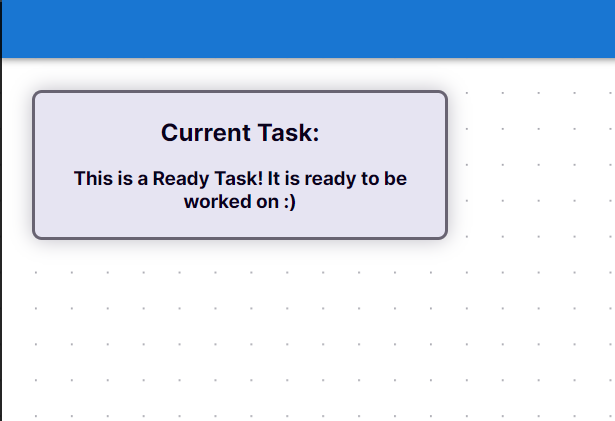 Current Task:
This is a Ready Task! It is ready to be
worked on :)